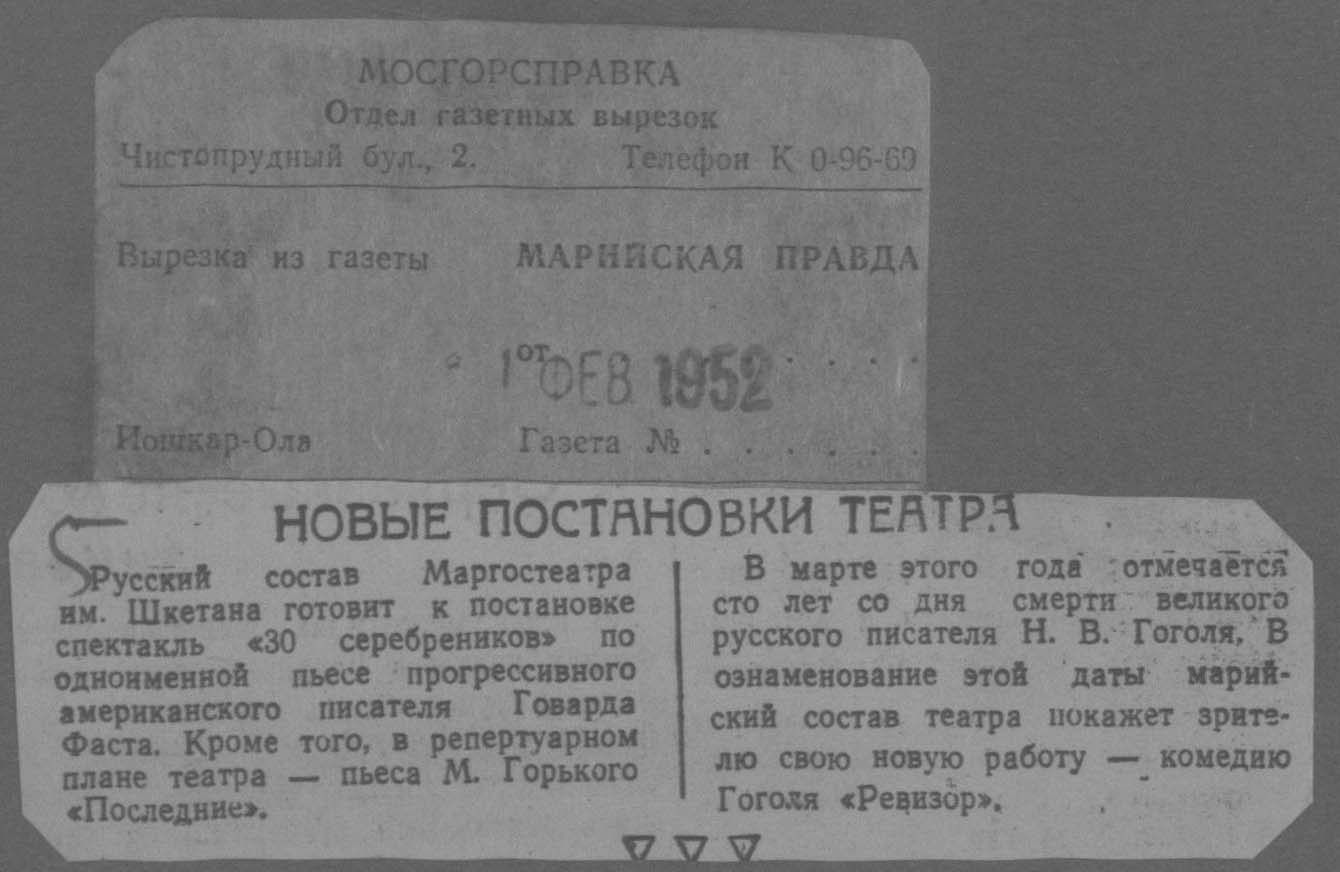 МОСГОРСПРАВКА
Отдел газетных вырезок
Чистопрудный бул., 2. Телефон К 0-96-69
Вырезка из газеты МАРИЙСКАЯ ПРАВДА
от
1 ФЕВ 1952 . . . .
Йошкар-Ола Газета № . . . . . .
НОВЫЕ ПОСТАНОВКИ ТЕАТРА
Русский состав Маргостеатра
им. Шкетана готовит к постановке
спектакль «30 серебреников» по
одноименной пьесе прогрессивного
американского писателя Говарда
Фаста. Кроме того, в репертуарном
плане театра — пьеса М. Горького
«Последние».
В марте этого года отмечается
сто лет со дня смерти великого
русского писателя Н. В. Гоголя. В
ознаменование этой даты марий-
ский состав театра покажет зрите-
лю свою новую работу — комедию
Гоголя «Ревизор».